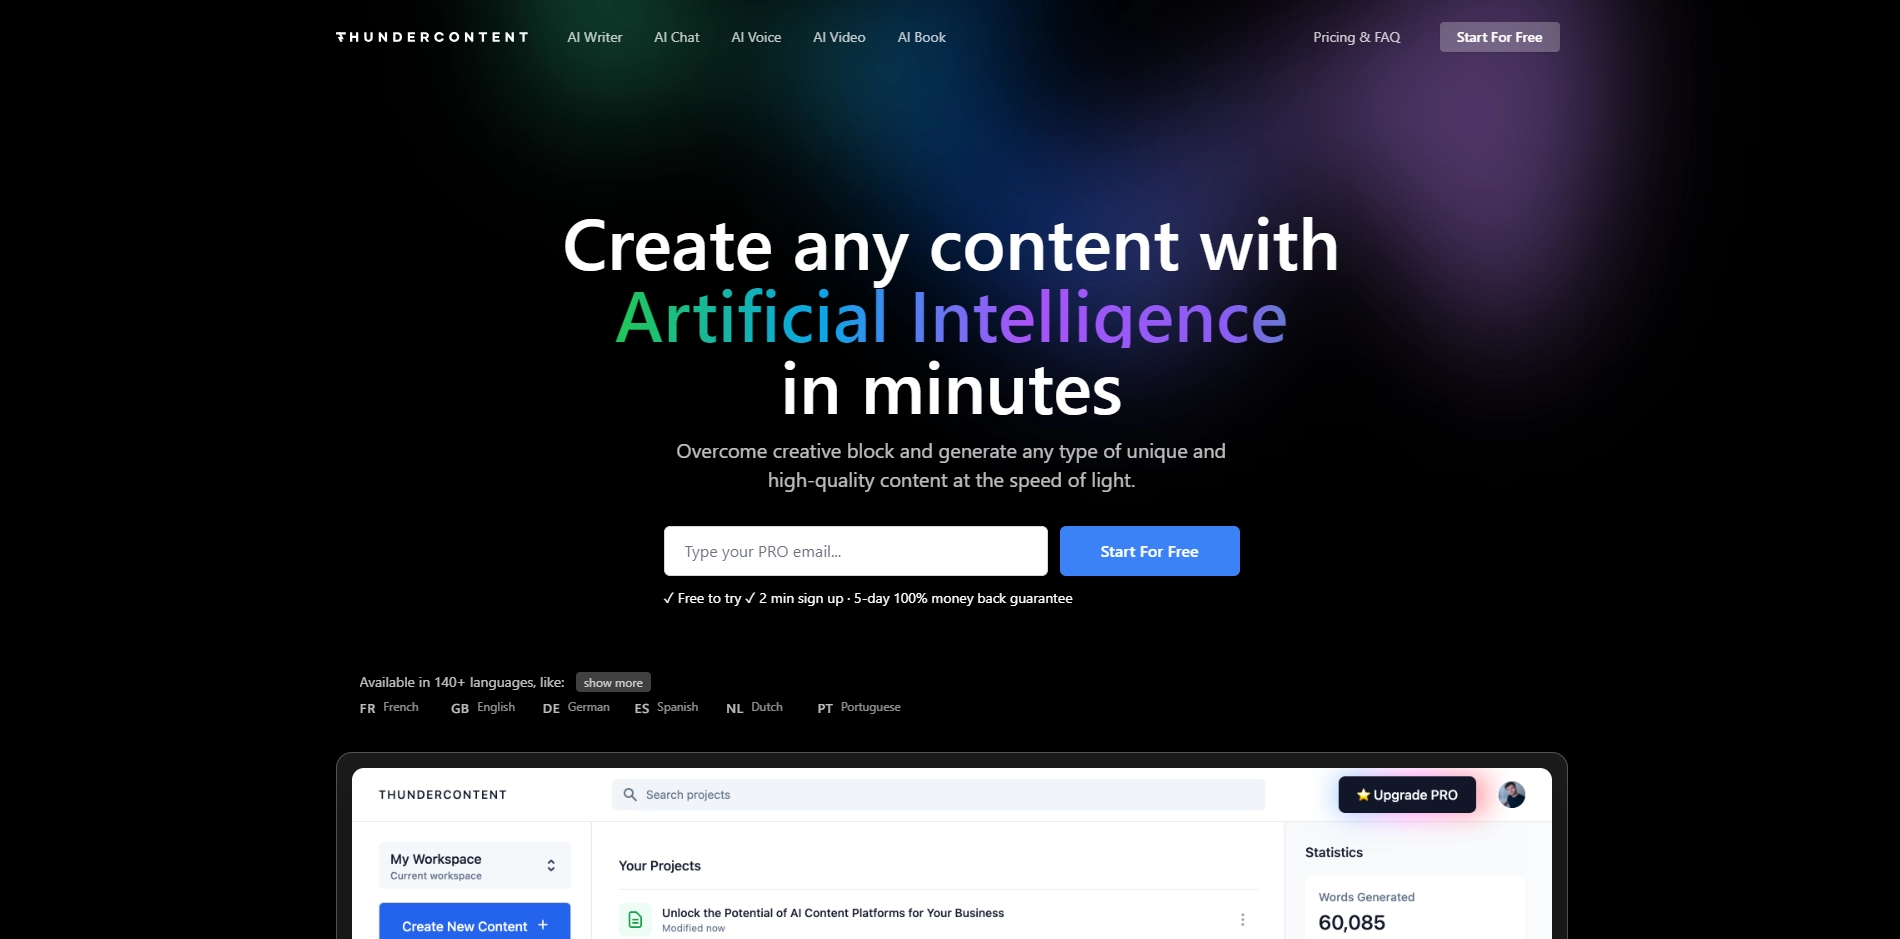 THUNDERCONTENT
AI Writer
AI Chat
AI Voice
AI Video
AI Book
Pricing & FAQ
Start For Free
Create any content with
Artificial Intelligence
in minutes
Overcome creative block and generate any type of unique and
high-quality content at the speed of light.
Type your PRO email...
Start For Free
✓ Free to try ✓ 2 min sign up · 5-day 100% money back guarantee
Available in 140+ languages, like:
show more
FR French
GB English
DE German
ES Spanish
NL Dutch
PT Portuguese
THUNDERCONTENT
Search projects
⭐ Upgrade PRO
My Workspace
Current workspace
Create New Content +
Your Projects
Unlock the Potential of AI Content Platforms for Your Business
Modified now
Statistics
Words Generated
60,085